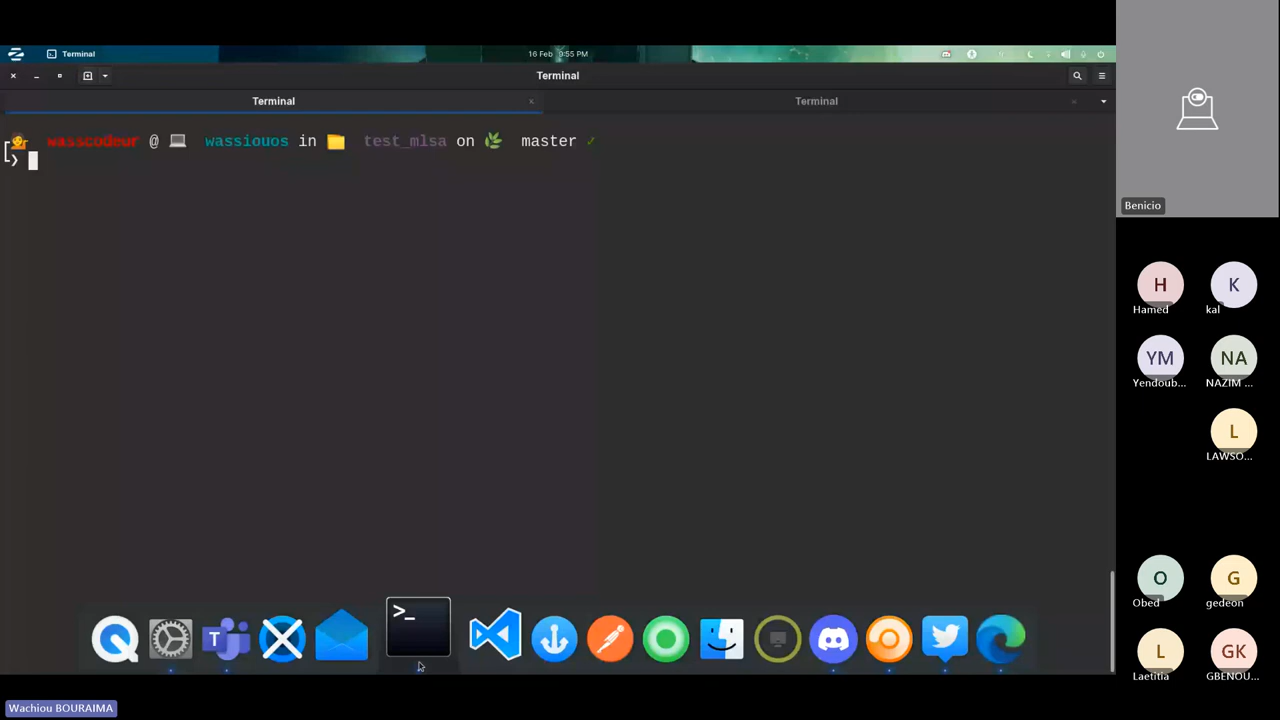 Terminal
16 Feb 9:55 PM
Terminal
Terminal
Terminal
wasscodeur @ wassiouos in test_mlsa on master ✓
[❯
>_
T
Benicio
H
Hamed
K
kal
YM
Yendoub...
NA
NAZIM ...
L
LAWSO...
O
Obed
G
gedeon
L
Laetitia
GK
GBENOU...
Wachiou BOURAIMA